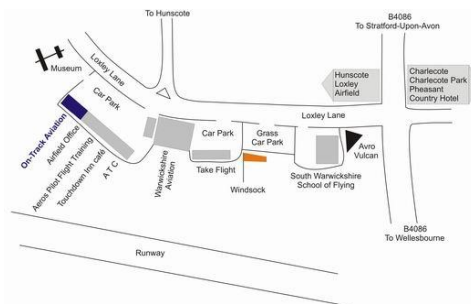 To Hunscote
B4086
To Stratford-Upon-Avon
Loxley Lane
Museum
Hunscote
Loxley
Airfield
Charlecote
Charlecote Park
Pheasant
Country Hotel
Car Park
Loxley Lane
On-Track Aviation
Airfield Office
Aeros Pilot Flight Training
Touchdown Inn café
A T C
Warwickshire
Aviation
Car Park
Take Flight
Grass
Car Park
Windsock
South Warwickshire
School of Flying
Avro
Vulcan
B4086
To Wellesbourne
Runway